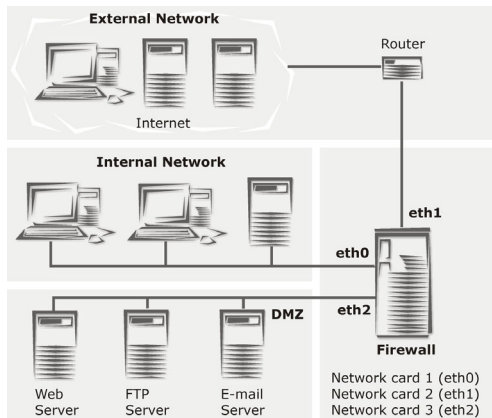 External Network
Router
Internet
Internal Network
eth1
eth0
eth2
DMZ
Firewall
Web
Server
FTP
Server
E-mail
Server
Network card 1 (eth0)
Network card 2 (eth1)
Network card 3 (eth2)